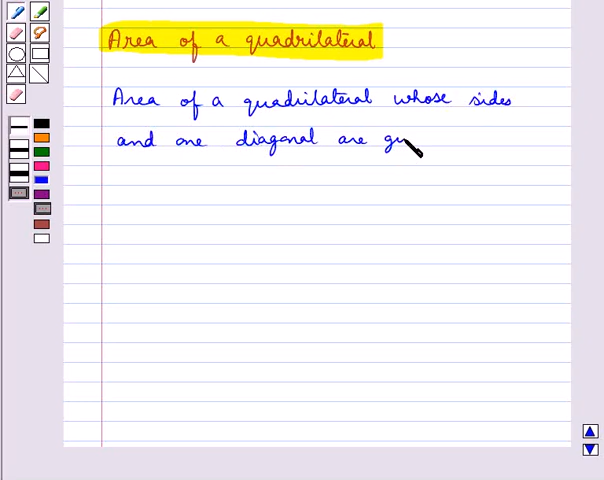 Area of a quadrilateral
Area of a quadrilateral whose sides
and one diagonal are